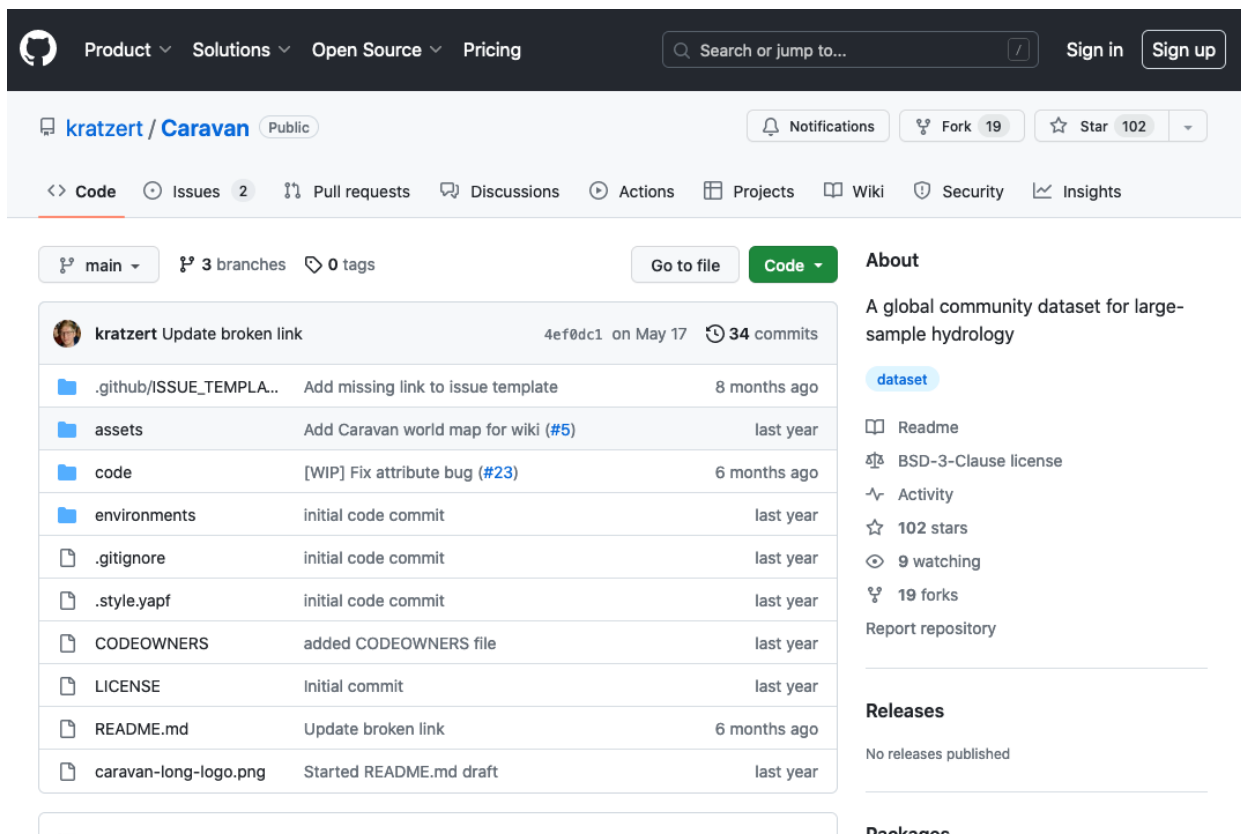 Product Solutions Open Source Pricing Search or jump to... / Sign in Sign up
kratzert / Caravan Public Notifications Fork 19 Star 102
Code Issues 2 Pull requests Discussions Actions Projects Wiki Security Insights
main 3 branches 0 tags Go to file Code
kratzert Update broken link 4ef0dc1 on May 17 34 commits
.github/ISSUE_TEMPLA... Add missing link to issue template 8 months ago
assets Add Caravan world map for wiki (#5) last year
code [WIP] Fix attribute bug (#23) 6 months ago
environments initial code commit last year
.gitignore initial code commit last year
.style.yapf initial code commit last year
CODEOWNERS added CODEOWNERS file last year
LICENSE Initial commit last year
README.md Update broken link 6 months ago
caravan-long-logo.png Started README.md draft last year
About
A global community dataset for large-
sample hydrology
dataset
Readme
BSD-3-Clause license
Activity
102 stars
9 watching
19 forks
Report repository
Releases
No releases published
Packages